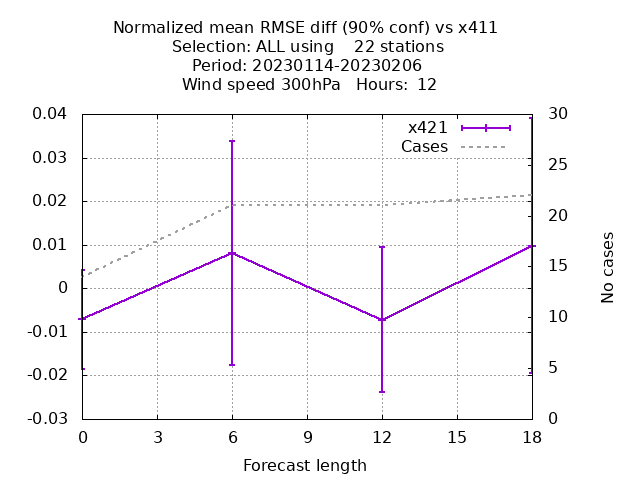 Normalized mean RMSE diff (90% conf) vs x411
Selection: ALL using    22 stations
Period: 20230114-20230206
Wind speed 300hPa   Hours:  12
0.04
0.03
0.02
0.01
0
-0.01
-0.02
-0.03
x421
Cases
30
25
20
15
10
5
0
No cases
0 3 6 9 12 15 18
Forecast length